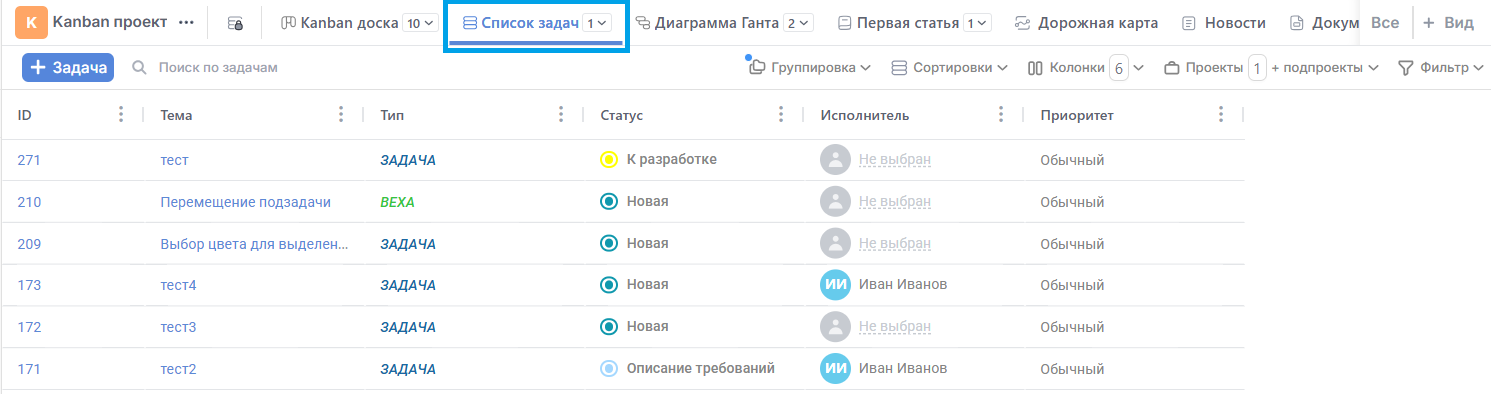 K Kanban проект ••• Kanban доска 10 Список задач 1 Диаграмма Ганта 2 Первая статья 1 Дорожная карта Новости Докум Все + Вид
+ Задача Поиск по задачам Группировка Сортировки Колонки 6 Проекты 1 + подпроекты Фильтр
ID Тема Тип Статус Исполнитель Приоритет
271 тест ЗАДАЧА К разработке Не выбран Обычный
210 Перемещение подзадачи ВЕХА Новая Не выбран Обычный
209 Выбор цвета для выделен... ЗАДАЧА Новая Не выбран Обычный
173 тест4 ЗАДАЧА Новая ИИ Иван Иванов Обычный
172 тест3 ЗАДАЧА Новая Не выбран Обычный
171 тест2 ЗАДАЧА Описание требований ИИ Иван Иванов Обычный